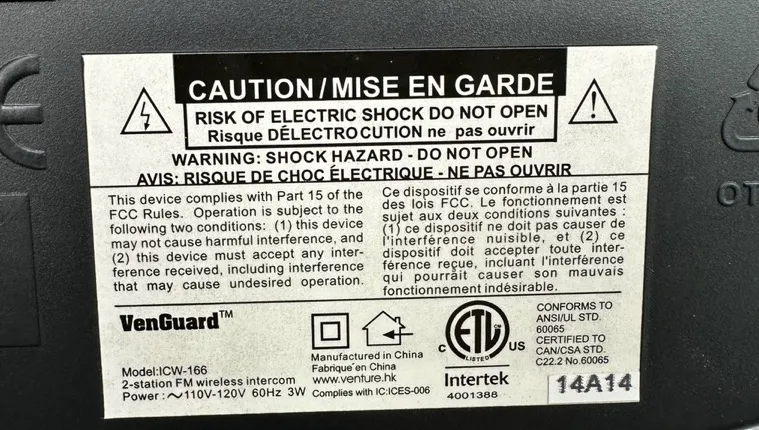 CAUTION/MISE EN GARDE
RISK OF ELECTRIC SHOCK DO NOT OPEN
Risque DÉLECTROCUTION ne pas ouvrir
WARNING: SHOCK HAZARD - DO NOT OPEN
AVIS: RISQUE DE CHOC ÉLECTRIQUE - NE PAS OUVRIR
This device complies with Part 15 of the
FCC Rules. Operation is subject to the
following two conditions: (1) this device
may not cause harmful interference, and
(2) this device must accept any inter-
ference received, including interference
that may cause undesired operation.
Ce dispositif se conforme à la partie 15
des lois FCC. Le fonctionnement est
sujet aux deux conditions suivantes :
(1) ce dispositif ne doit pas causer de
l'interférence nuisible, et (2) ce
dispositif doit accepter toute inter-
férence reçue, incluant l'interférence
qui pourrait causer son mauvais
fonctionnement indésirable.
VenGuard™
Model:ICW-166
2-station FM wireless intercom
Power:~110V-120V 60Hz 3W
Manufactured in China
Fabriqué en China
www.venture.hk
Complies with IC:ICES-006
ETL CM
LISTED
C US
Intertek
4001388
CONFORMS TO
ANSI/UL STD.
60065
CERTIFIED TO
CAN/CSA STD.
C22.2 No.60065
14A14
CE